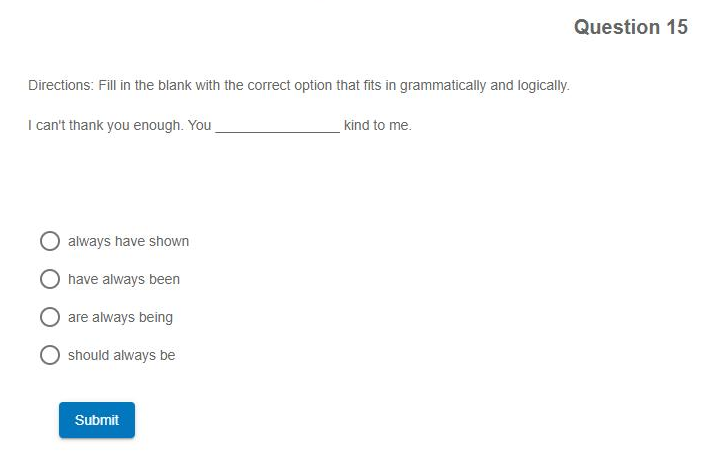 Question 15
Directions: Fill in the blank with the correct option that fits in grammatically and logically.
I can't thank you enough. You ________________ kind to me.
always have shown
have always been
are always being
should always be
Submit